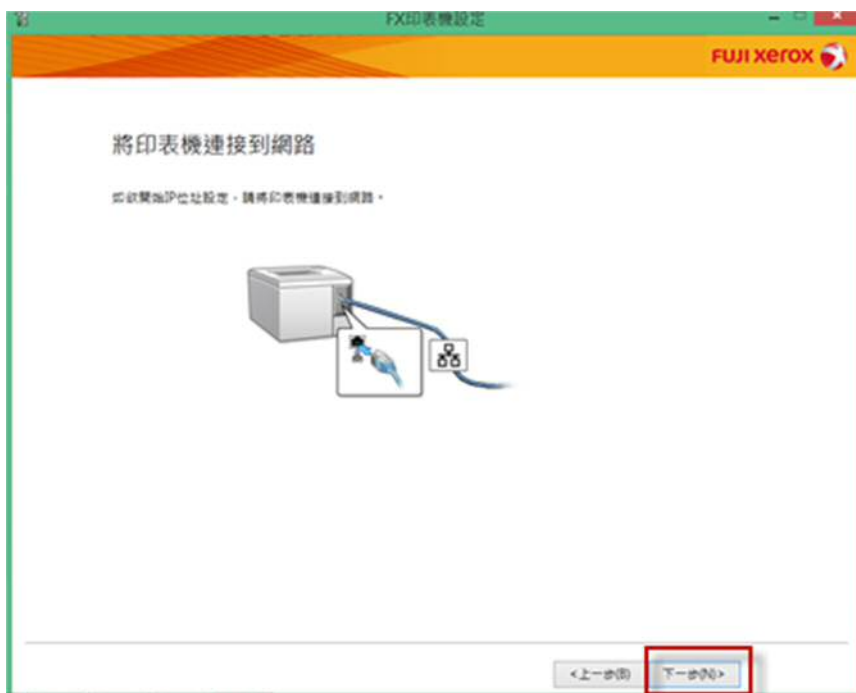 FX印表機設定
FUJI xerox
將印表機連接到網路
如欲開始IP位址設定，請將印表機連接到網路。
<上一步(B)
下一步(N)>